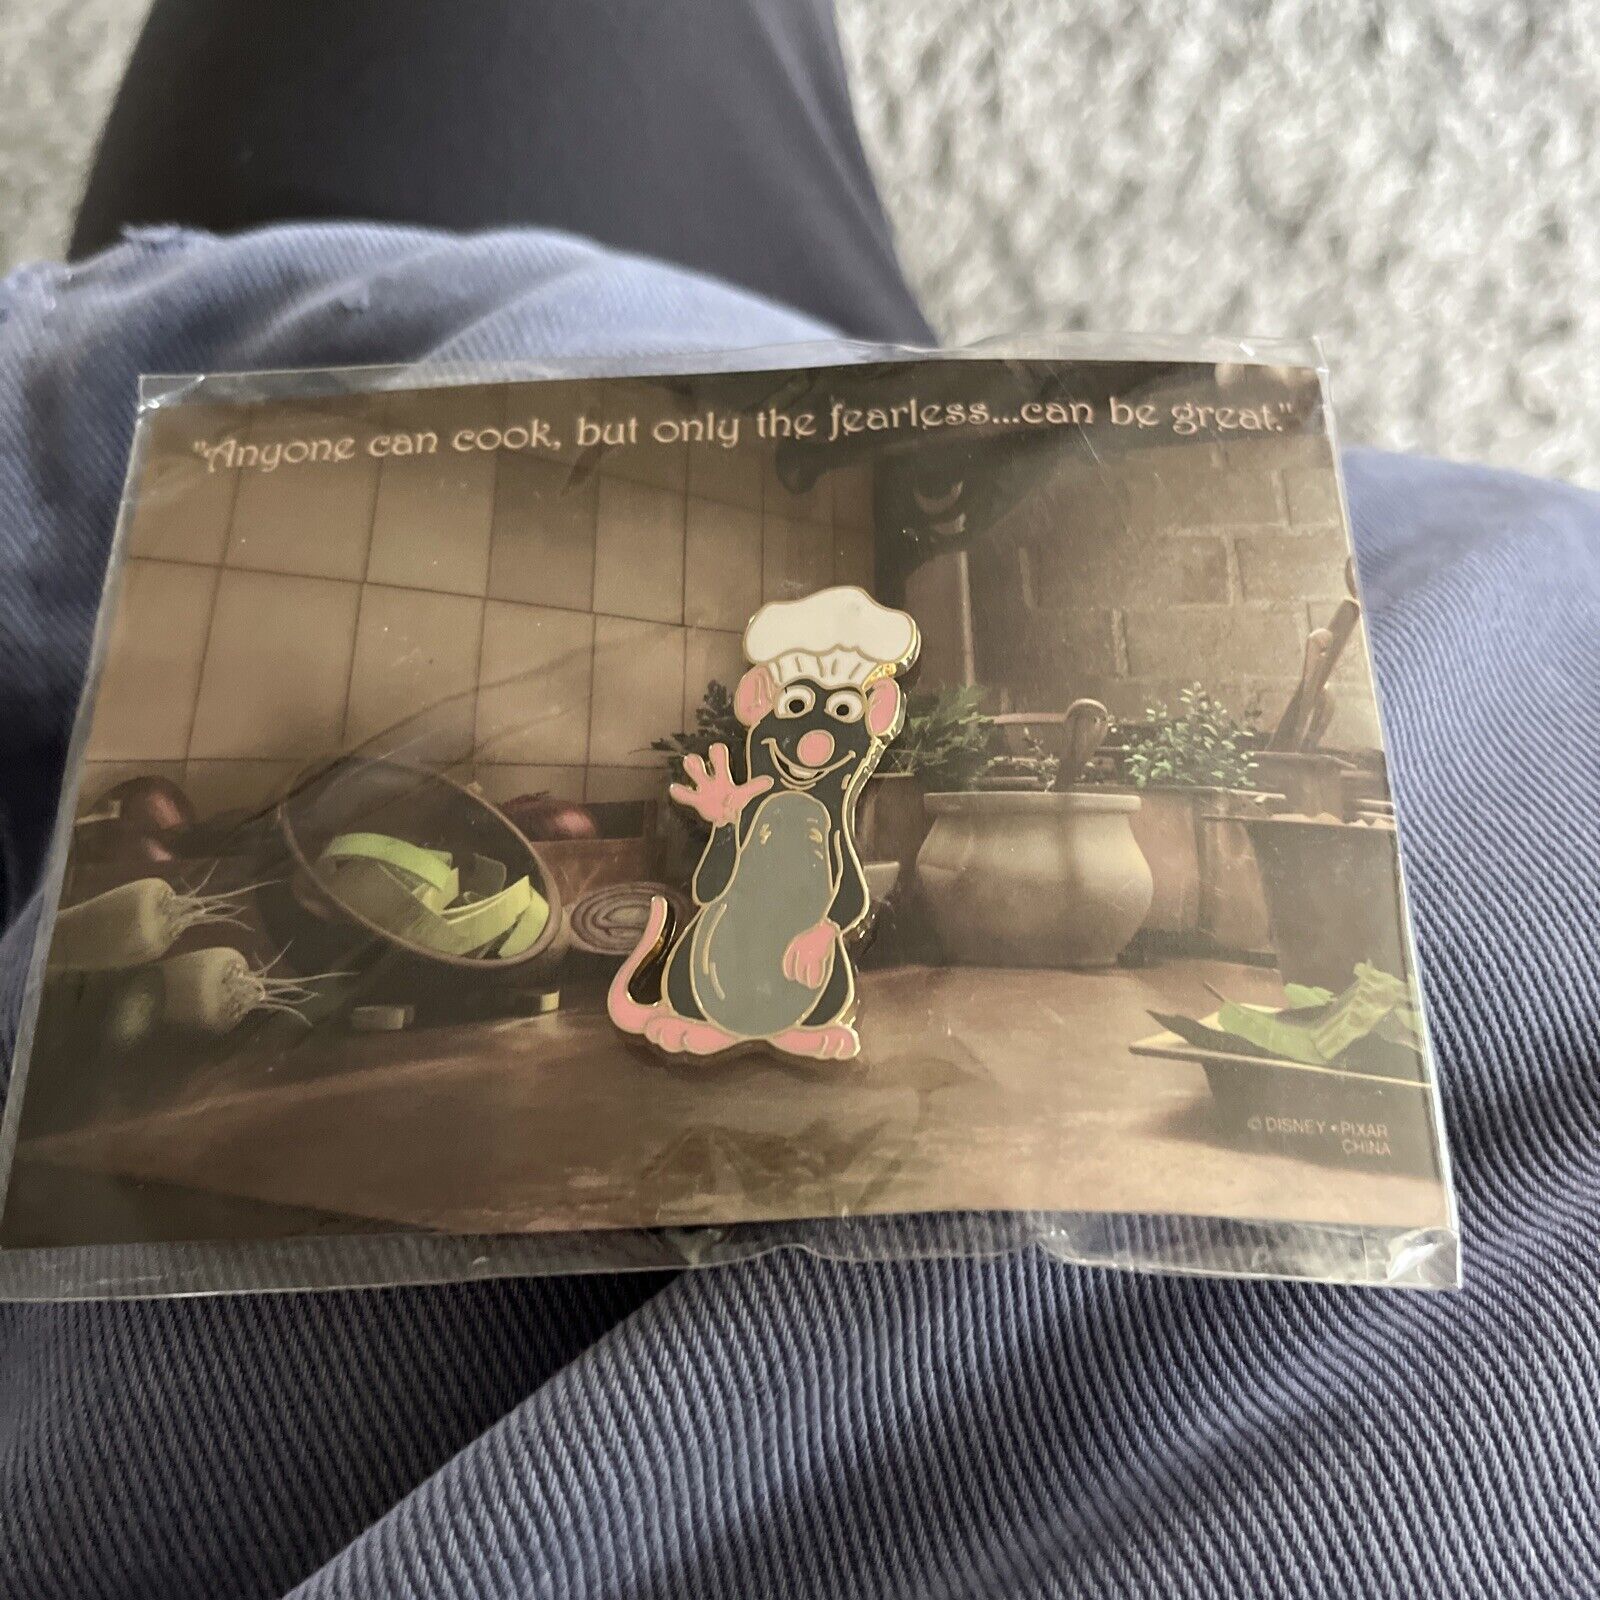 "Anyone can cook, but only the fearless...can be great."
© DISNEY • PIXAR
CHINA